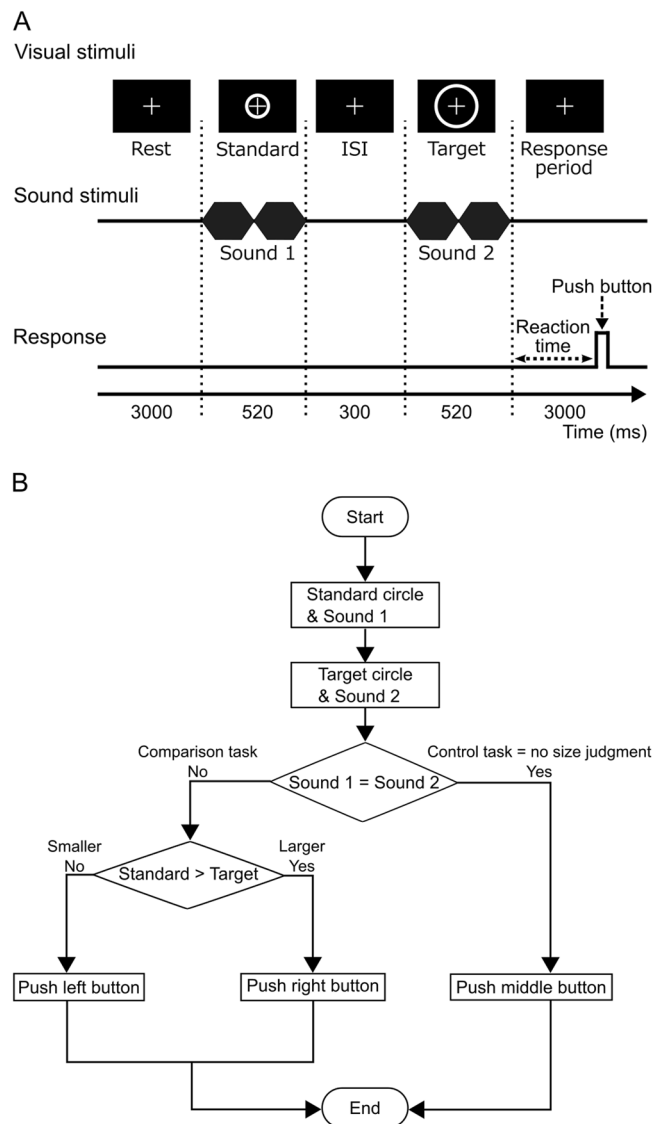 A
Visual stimuli
Rest
Standard
ISI
Target
Response
period
Sound stimuli
Sound 1
Sound 2
Push button
Reaction
time
Response
3000
520
300
520
3000
Time (ms)
B
Start
Standard circle
& Sound 1
Target circle
& Sound 2
Comparison task
No
Control task = no size judgment
Yes
Sound 1 = Sound 2
Smaller
No
Larger
Yes
Standard > Target
Push left button
Push right button
Push middle button
End